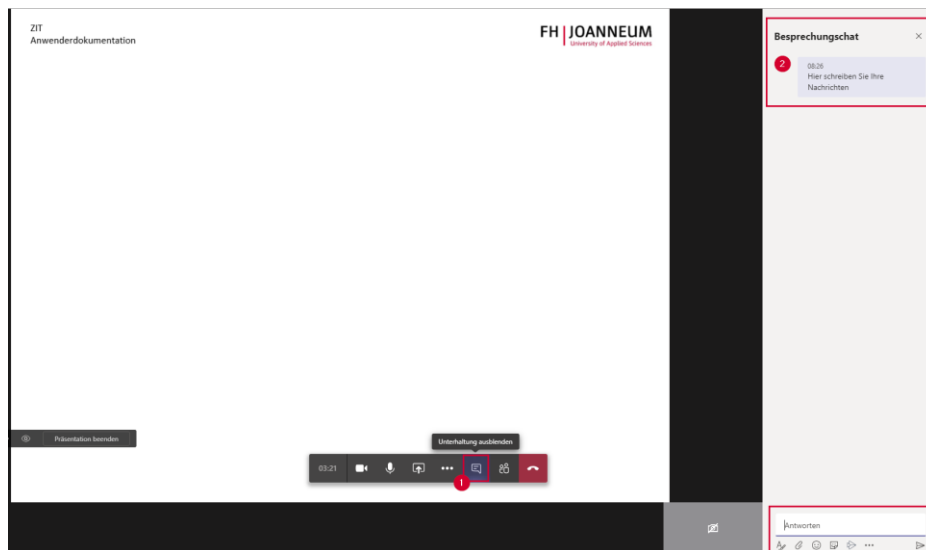 ZIT
Anwenderdokumentation
FH | JOANNEUM
University of Applied Sciences
Besprechungschat
2
08:26
Hier schreiben Sie Ihre
Nachrichten
Präsentation beenden
Unterhaltung ausblenden
03:21
1
Antworten